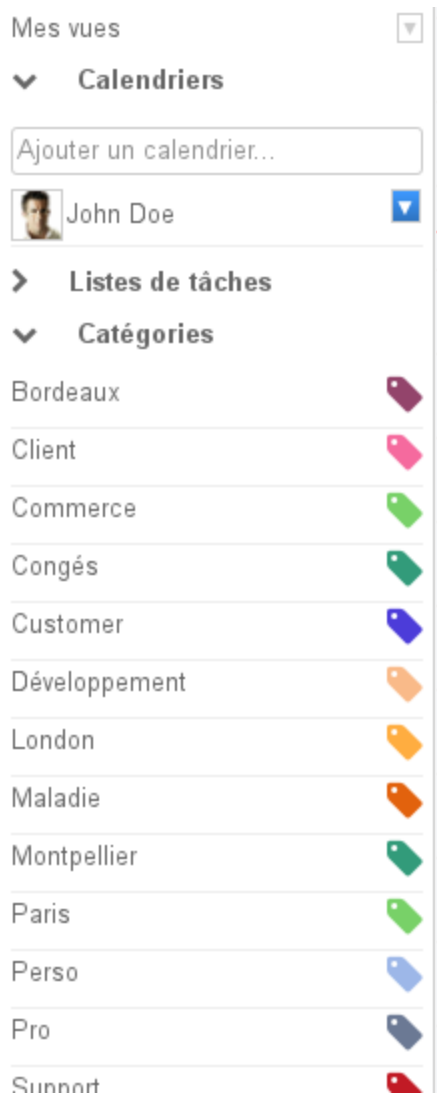 Mes vues
Calendriers
Ajouter un calendrier...
John Doe
Listes de tâches
Catégories
Bordeaux
Client
Commerce
Congés
Customer
Développement
London
Maladie
Montpellier
Paris
Perso
Pro
Support